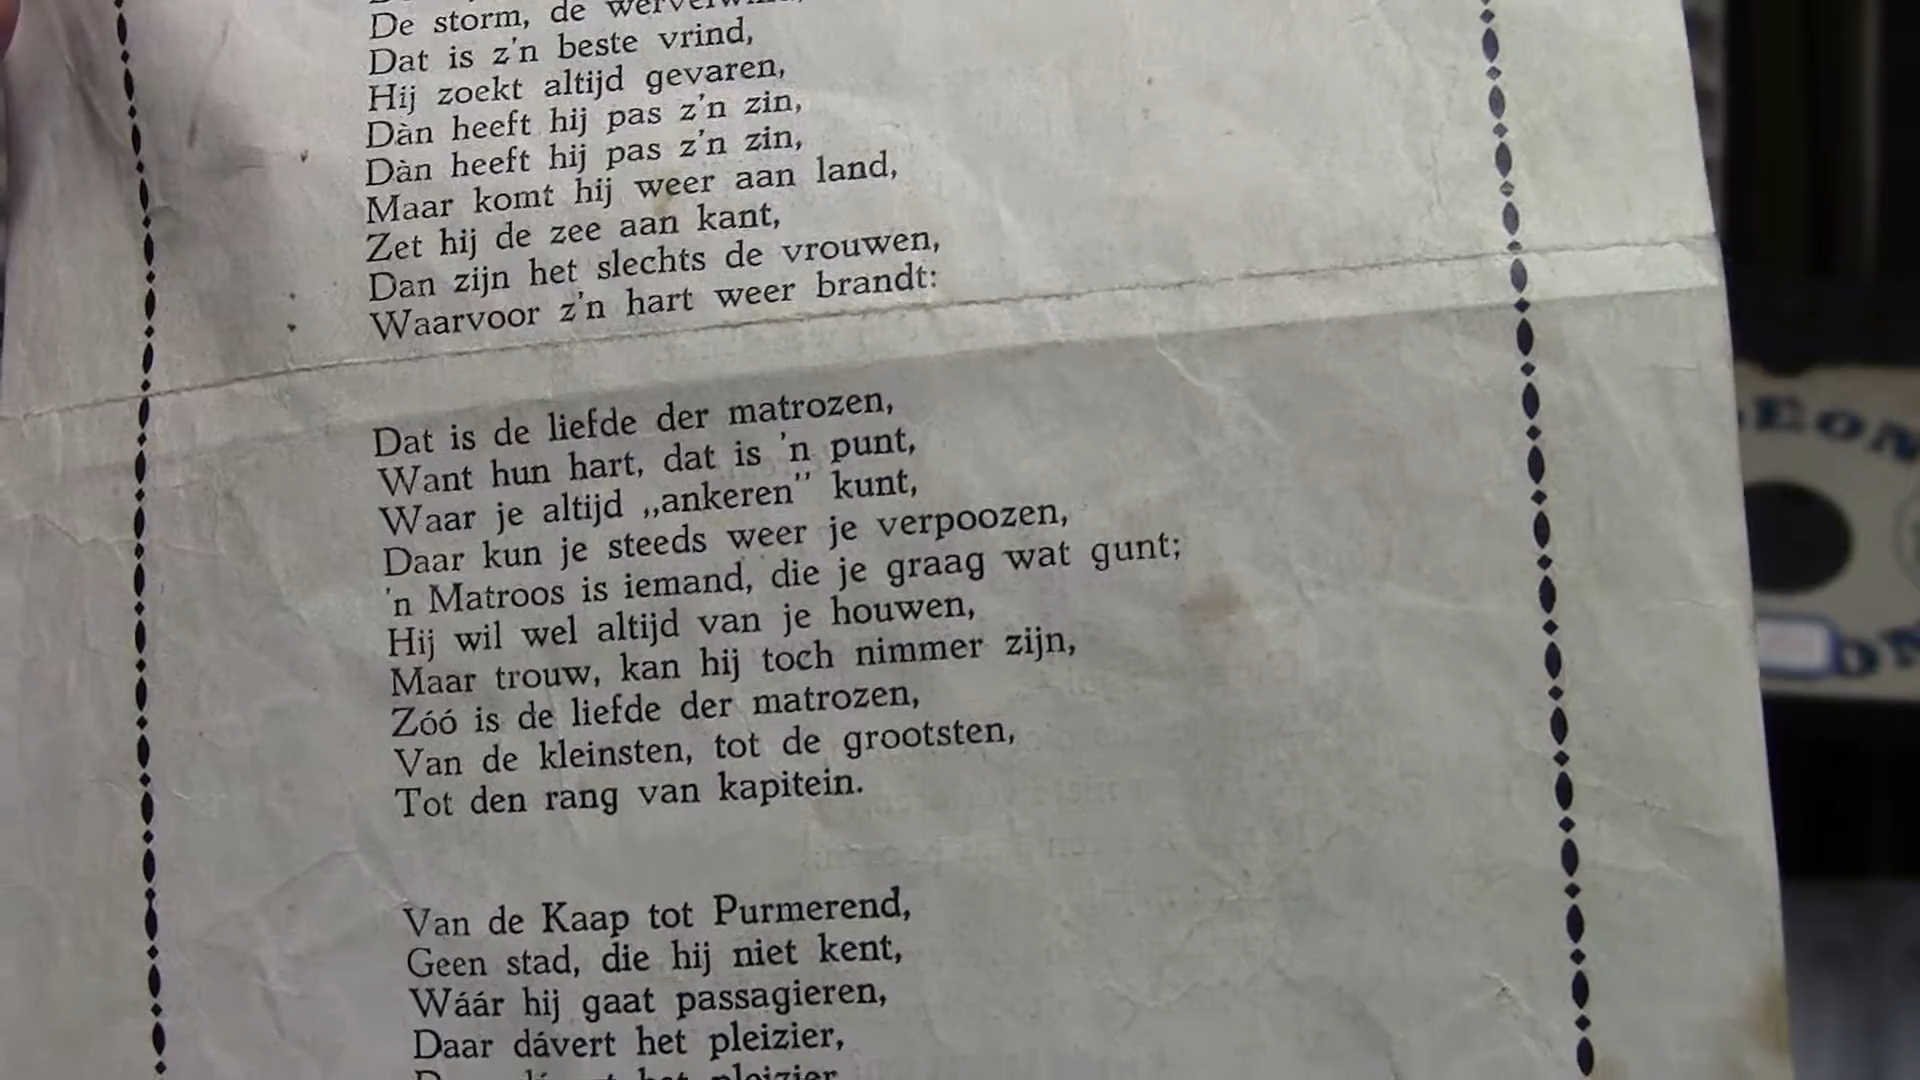 De storm, de wervelwind,
Dat is z'n beste vrind,
Hij zoekt altijd gevaren,
Dàn heeft hij pas z'n zin,
Dàn heeft hij pas z'n zin,
Maar komt hij weer aan land,
Zet hij de zee aan kant,
Dan zijn het slechts de vrouwen,
Waarvoor z'n hart weer brandt:
Dat is de liefde der matrozen,
Want hun hart, dat is 'n punt,
Waar je altijd „ankeren” kunt,
Daar kun je steeds weer je verpoozen,
'n Matroos is iemand, die je graag wat gunt;
Hij wil wel altijd van je houwen,
Maar trouw, kan hij toch nimmer zijn,
Zóó is de liefde der matrozen,
Van de kleinsten, tot de grootsten,
Tot den rang van kapitein.
Van de Kaap tot Purmerend,
Geen stad, die hij niet kent,
Wáár hij gaat passagieren,
Daar dávert het pleizier,
het pleizier